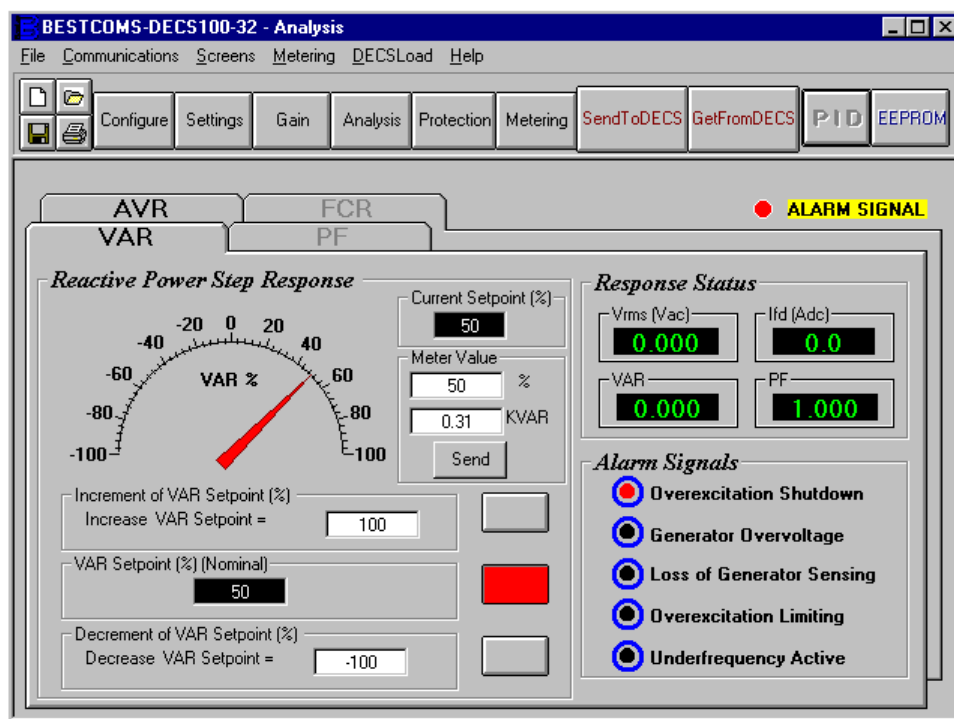 BESTCOMS-DECS100-32 - Analysis
File Communications Screens Metering DECSLoad Help
Configure Settings Gain Analysis Protection Metering SendToDECS GetFromDECS PID EEPROM
AVR FCR
ALARM SIGNAL
VAR PF
Reactive Power Step Response
-100 -80 -60 -40 -20 0 20 40 60 80 100
VAR %
Current Setpoint (%)
50
Meter Value
50 %
0.31 KVAR
Send
Increment of VAR Setpoint (%)
Increase VAR Setpoint = 100
VAR Setpoint (%) (Nominal)
50
Decrement of VAR Setpoint (%)
Decrease VAR Setpoint = -100
Response Status
Vrms (Vac) Ifd (Adc)
0.000 0.0
VAR PF
0.000 1.000
Alarm Signals
Overexcitation Shutdown
Generator Overvoltage
Loss of Generator Sensing
Overexcitation Limiting
Underfrequency Active